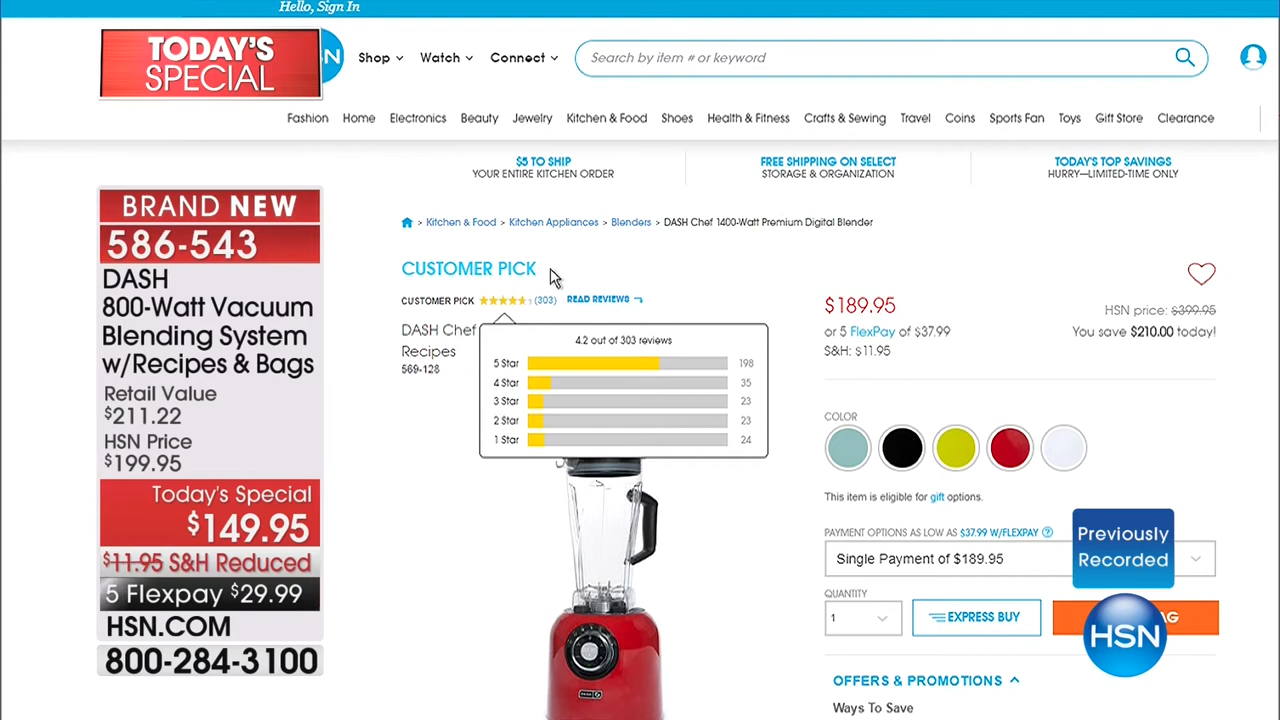 Hello, Sign In
TODAY'S
SPECIAL
Shop
Watch
Connect
Search by item # or keyword
Fashion
Home
Electronics
Beauty
Jewelry
Kitchen & Food
Shoes
Health & Fitness
Crafts & Sewing
Travel
Coins
Sports Fan
Toys
Gift Store
Clearance
$5 TO SHIP
YOUR ENTIRE KITCHEN ORDER
FREE SHIPPING ON SELECT
STORAGE & ORGANIZATION
TODAY'S TOP SAVINGS
HURRY—LIMITED-TIME ONLY
BRAND NEW
586-543
DASH
800-Watt Vacuum
Blending System
w/Recipes & Bags
Retail Value
$211.22
HSN Price
$199.95
Today's Special
$149.95
$11.95 S&H Reduced
5 Flexpay $29.99
HSN.COM
800-284-3100
> Kitchen & Food > Kitchen Appliances > Blenders > DASH Chef 1400-Watt Premium Digital Blender
CUSTOMER PICK
CUSTOMER PICK (303) READ REVIEWS
DASH Chef
Recipes
569-128
4.2 out of 303 reviews
5 Star 198
4 Star 35
3 Star 23
2 Star 23
1 Star 24
$189.95
or 5 FlexPay of $37.99
S&H: $11.95
HSN price: $399.95
You save $210.00 today!
COLOR
This item is eligible for gift options.
PAYMENT OPTIONS AS LOW AS $37.99 W/FLEXPAY ?
Single Payment of $189.95
Previously
Recorded
QUANTITY
1
EXPRESS BUY
HSN
OFFERS & PROMOTIONS
Ways To Save